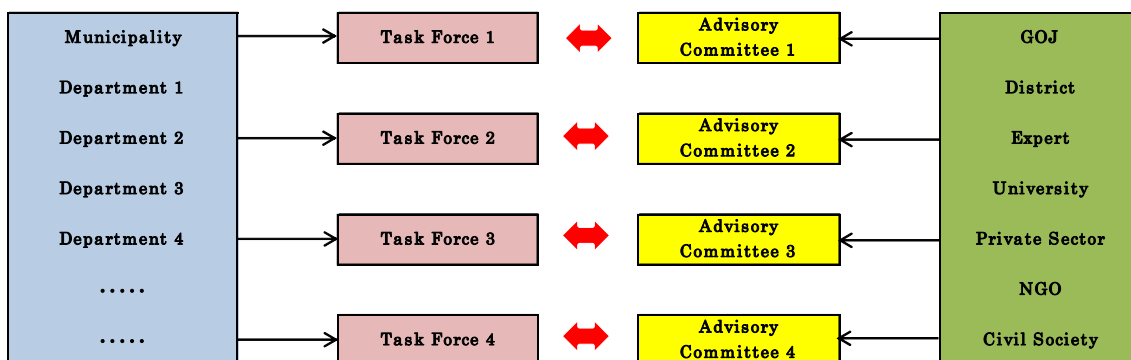 Municipality
Department 1
Department 2
Department 3
Department 4
.....
.....
Task Force 1
Task Force 2
Task Force 3
Task Force 4
Advisory
Committee 1
Advisory
Committee 2
Advisory
Committee 3
Advisory
Committee 4
GOJ
District
Expert
University
Private Sector
NGO
Civil Society